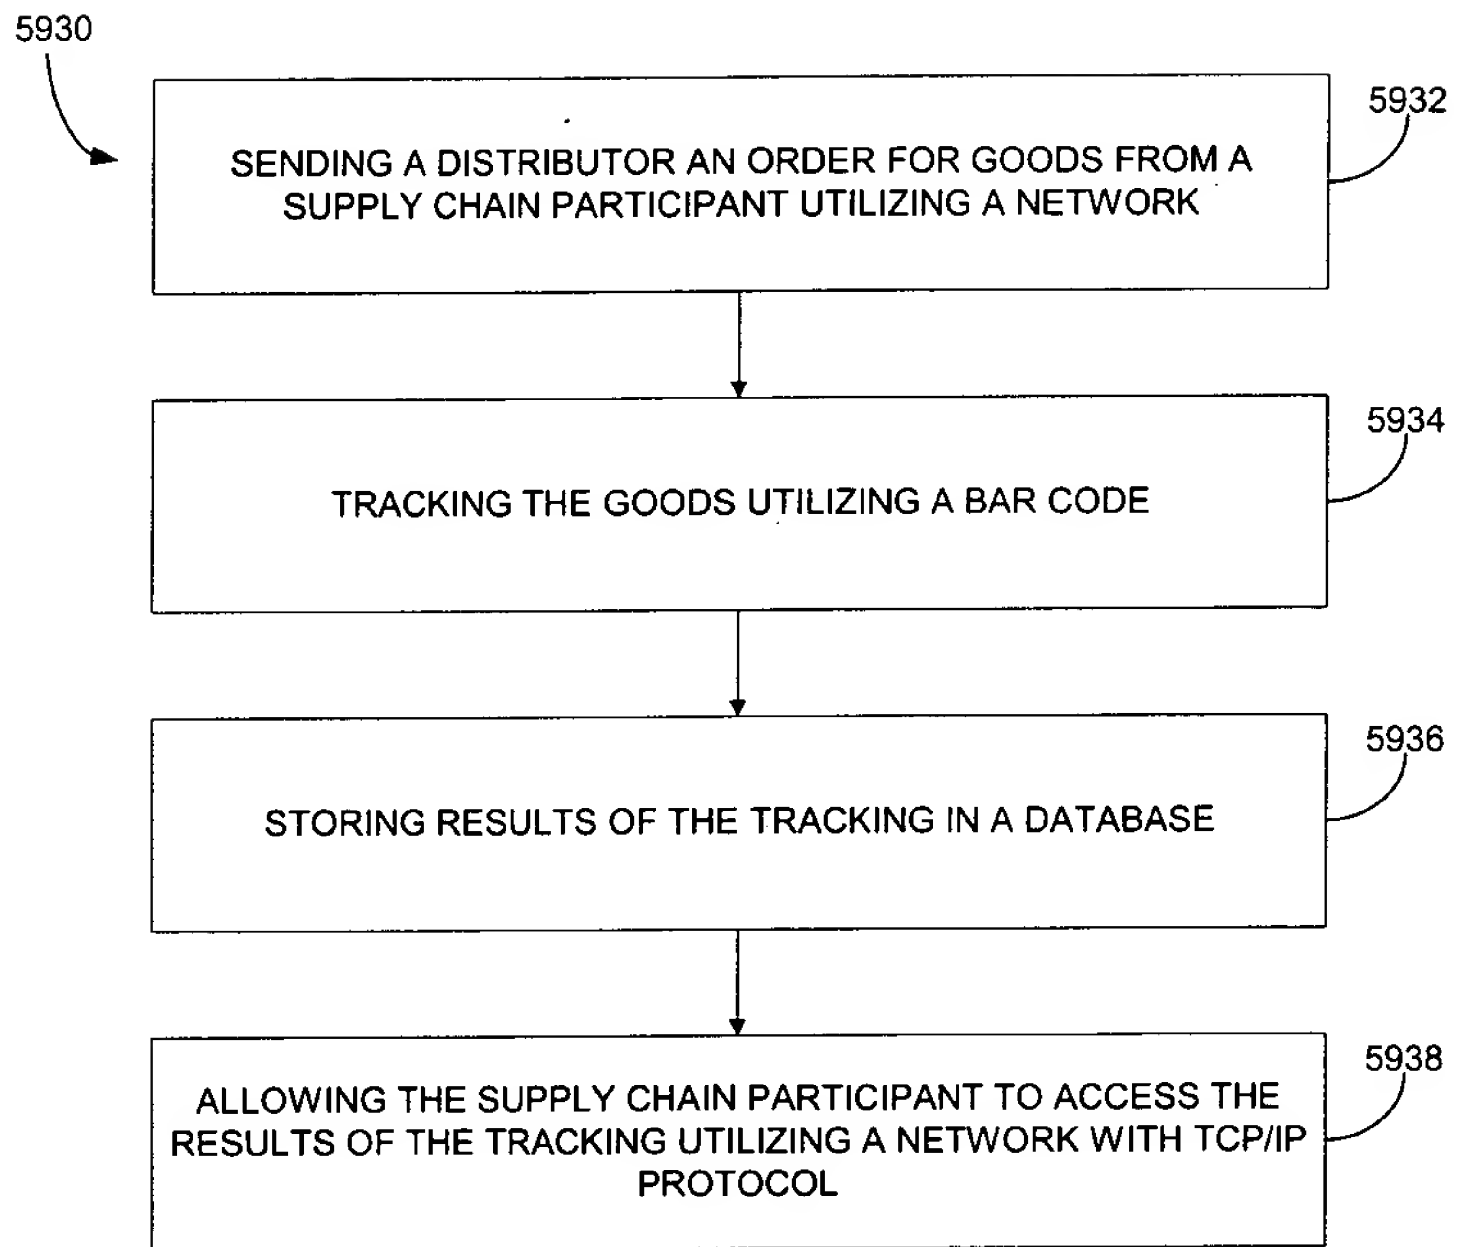 5930
5932
SENDING A DISTRIBUTOR AN ORDER FOR GOODS FROM A
SUPPLY CHAIN PARTICIPANT UTILIZING A NETWORK
5934
TRACKING THE GOODS UTILIZING A BAR CODE
5936
STORING RESULTS OF THE TRACKING IN A DATABASE
5938
ALLOWING THE SUPPLY CHAIN PARTICIPANT TO ACCESS THE
RESULTS OF THE TRACKING UTILIZING A NETWORK WITH TCP/IP
PROTOCOL